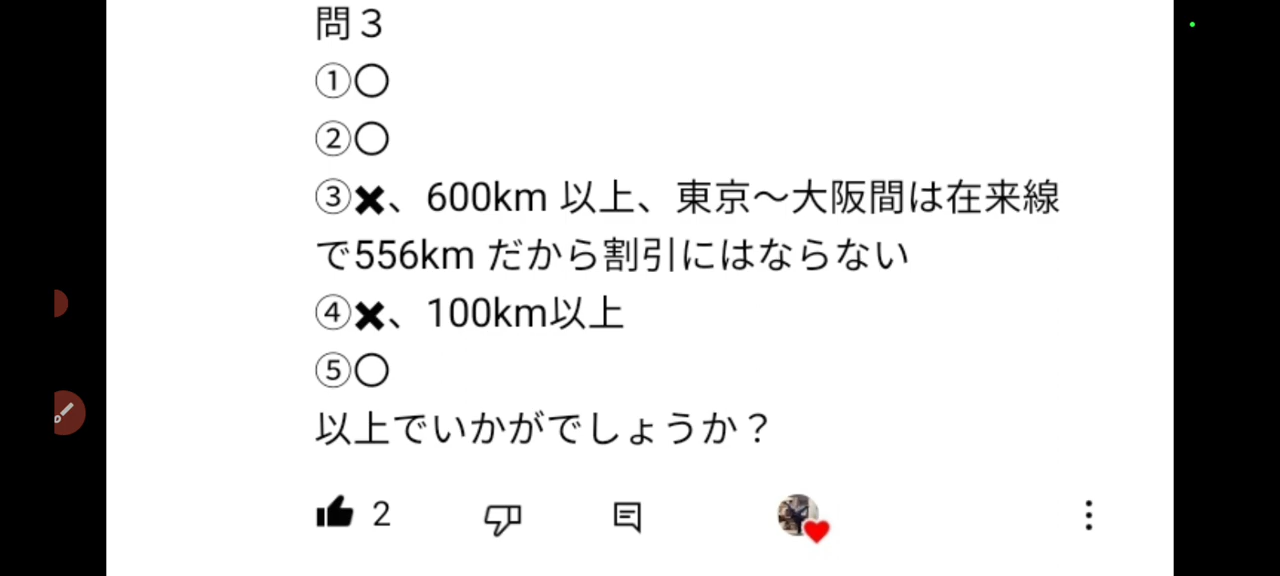 問３
①〇
②〇
③✖、600km 以上、東京～大阪間は在来線
で556km だから割引にはならない
④✖、100km以上
⑤〇
以上でいかがでしょうか？
2